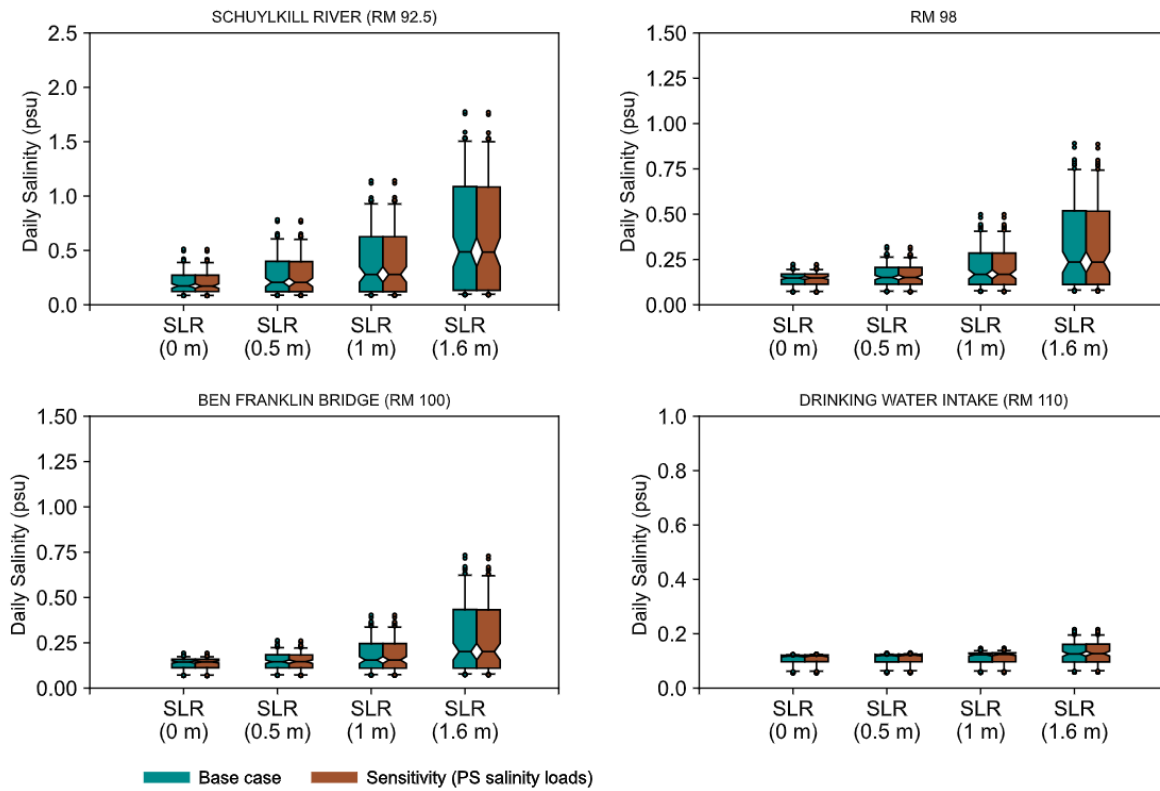 SCHUYLKILL RIVER (RM 92.5)
Daily Salinity (psu)
2.5
2.0
1.5
1.0
0.5
0.0
SLR SLR SLR SLR
(0 m) (0.5 m) (1 m) (1.6 m)
RM 98
Daily Salinity (psu)
1.50
1.25
1.00
0.75
0.50
0.25
0.00
SLR SLR SLR SLR
(0 m) (0.5 m) (1 m) (1.6 m)
BEN FRANKLIN BRIDGE (RM 100)
Daily Salinity (psu)
1.50
1.25
1.00
0.75
0.50
0.25
0.00
SLR SLR SLR SLR
(0 m) (0.5 m) (1 m) (1.6 m)
DRINKING WATER INTAKE (RM 110)
Daily Salinity (psu)
1.0
0.8
0.6
0.4
0.2
0.0
SLR SLR SLR SLR
(0 m) (0.5 m) (1 m) (1.6 m)
Base case Sensitivity (PS salinity loads)